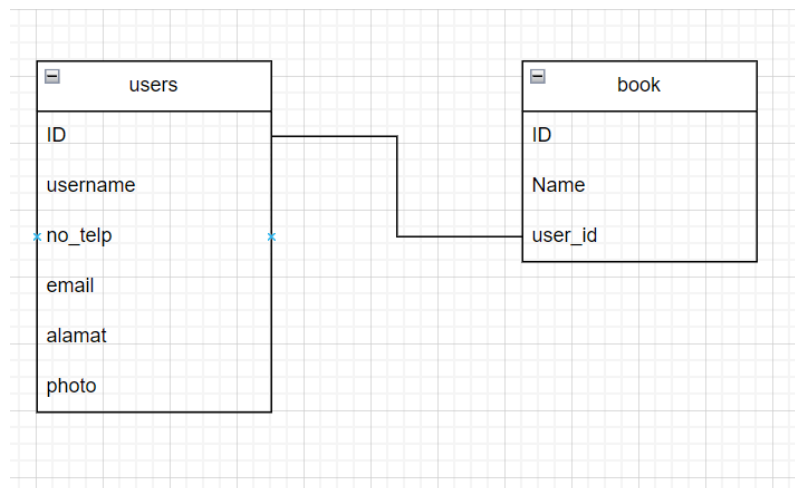 users
ID
username
no_telp
email
alamat
photo
book
ID
Name
user_id